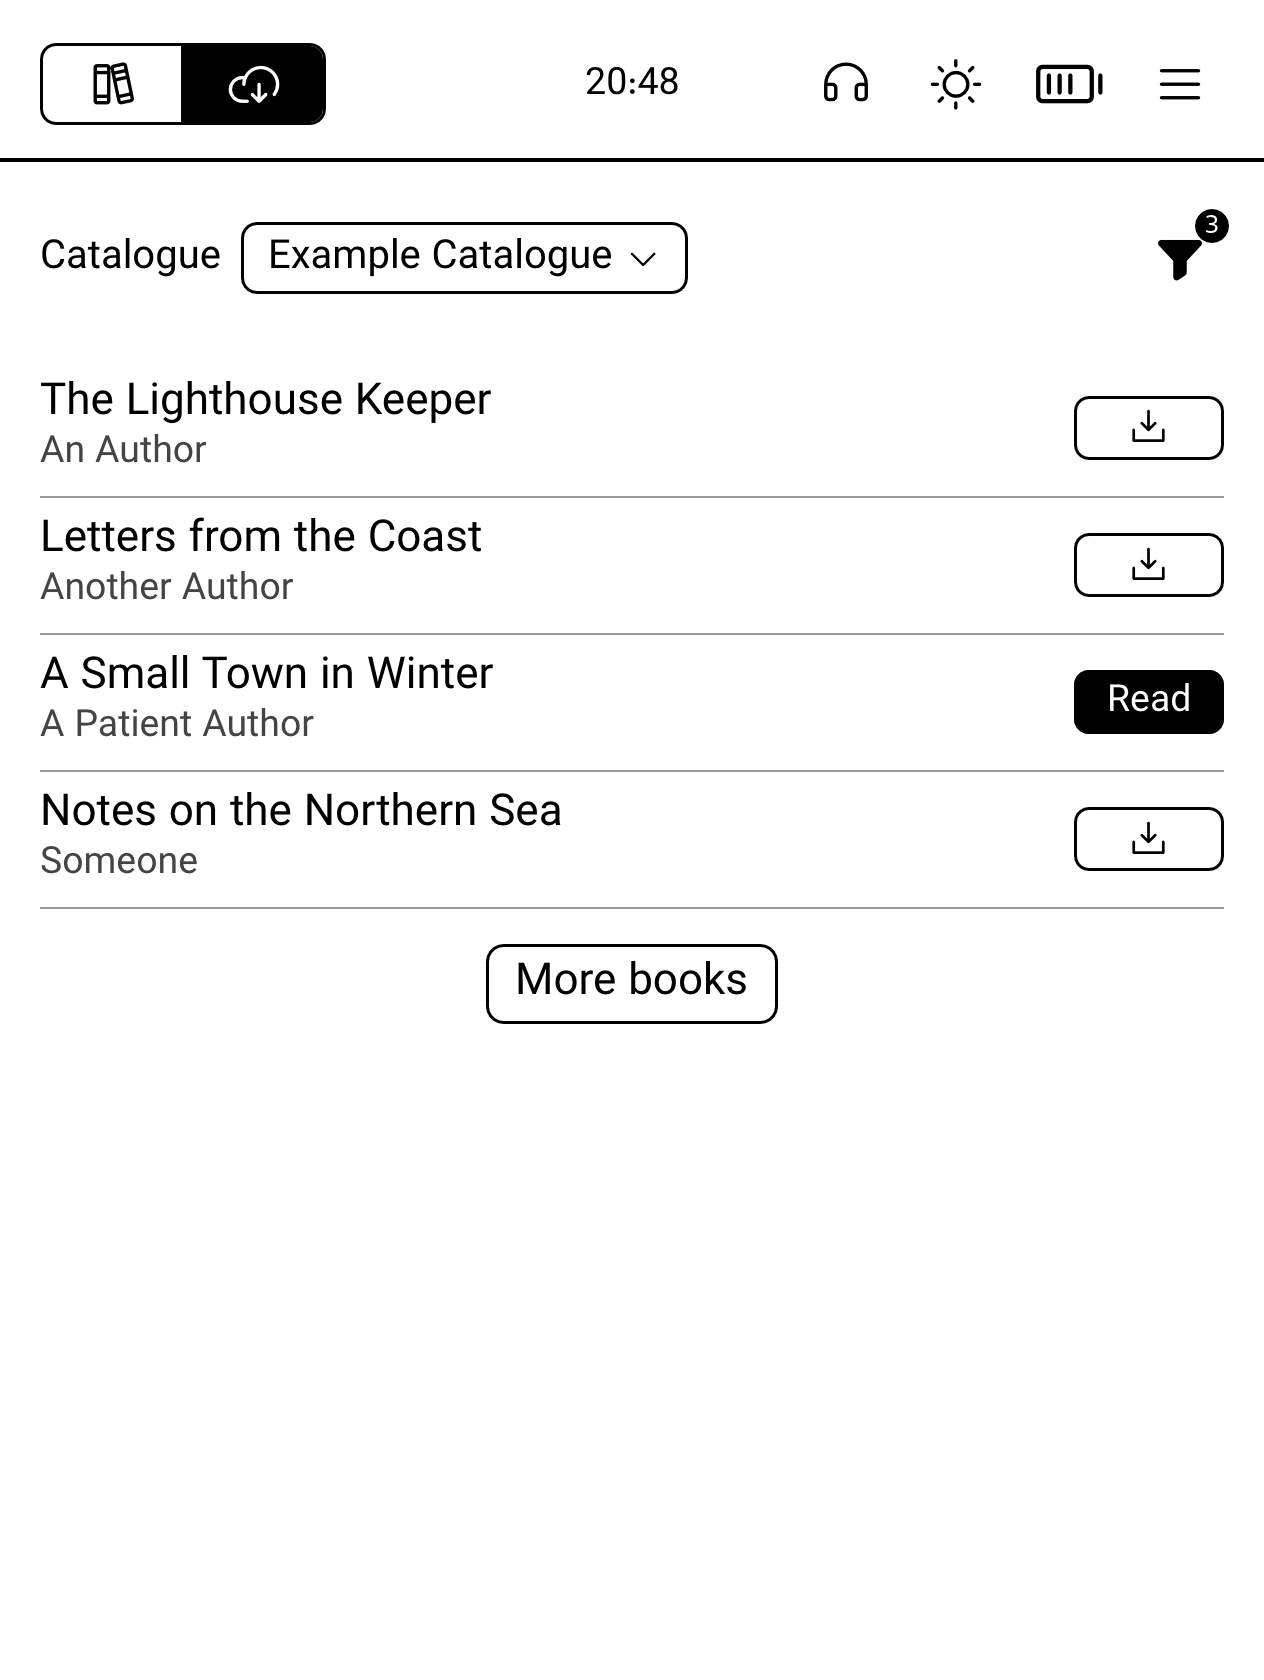 20:48
3
Catalogue Example Catalogue
The Lighthouse Keeper
An Author
Letters from the Coast
Another Author
A Small Town in Winter
A Patient Author
Read
Notes on the Northern Sea
Someone
More books